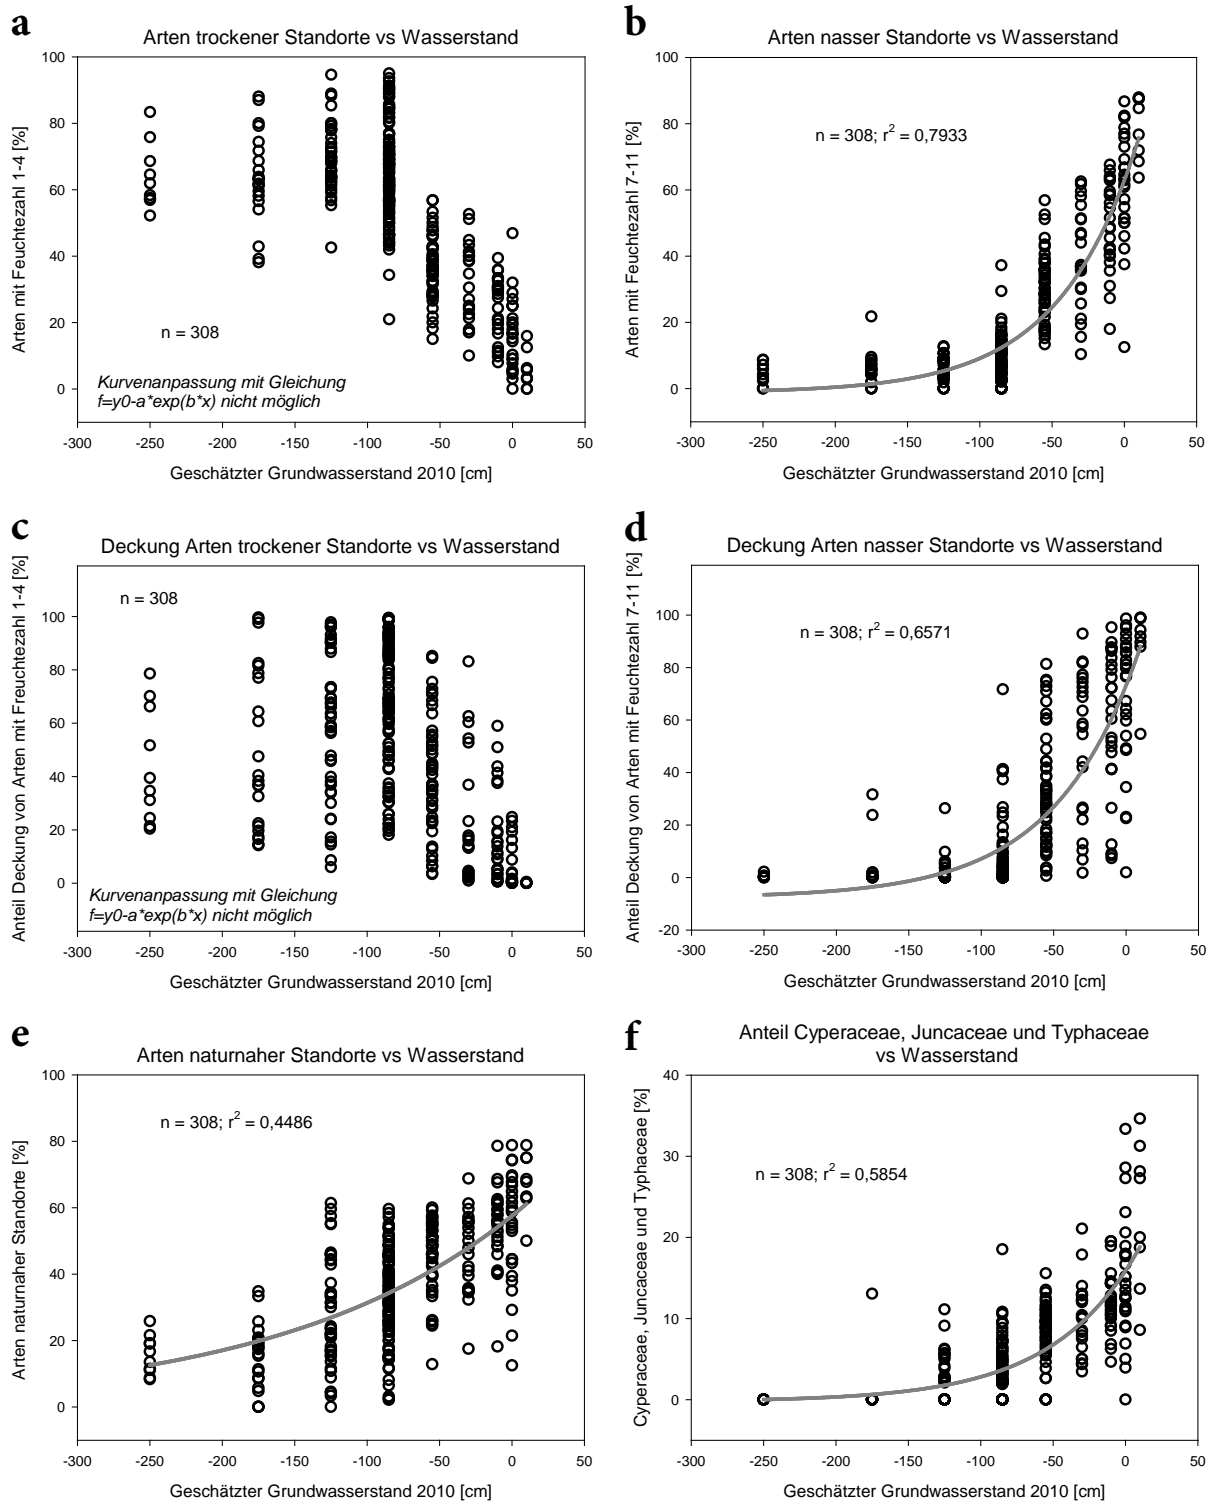 a
Arten trockener Standorte vs Wasserstand
Arten mit Feuchtezahl 1-4 [%]
100
80
60
40
20
0
n = 308
Kurvenanpassung mit Gleichung
f=y0-a*exp(b*x) nicht möglich
-300 -250 -200 -150 -100 -50 0 50
Geschätzter Grundwasserstand 2010 [cm]
b
Arten nasser Standorte vs Wasserstand
Arten mit Feuchtezahl 7-11 [%]
100
80
60
40
20
0
n = 308; r² = 0,7933
-300 -250 -200 -150 -100 -50 0 50
Geschätzter Grundwasserstand 2010 [cm]
c
Deckung Arten trockener Standorte vs Wasserstand
Anteil Deckung von Arten mit Freuchtezahl 1-4 [%]
100
80
60
40
20
0
n = 308
Kurvenanpassung mit Gleichung
f=y0-a*exp(b*x) nicht möglich
-300 -250 -200 -150 -100 -50 0 50
Geschätzter Grundwasserstand 2010 [cm]
d
Deckung Arten nasser Standorte vs Wasserstand
Anteil Deckung von Arten mit Feuchtezahl 7-11 [%]
100
80
60
40
20
0
-20
n = 308; r² = 0,6571
-300 -250 -200 -150 -100 -50 0 50
Geschätzter Grundwasserstand 2010 [cm]
e
Arten naturnaher Standorte vs Wasserstand
Arten naturnaher Standorte [%]
100
80
60
40
20
0
n = 308; r² = 0,4486
-300 -250 -200 -150 -100 -50 0 50
Geschätzter Grundwasserstand 2010 [cm]
f
Anteil Cyperaceae, Juncaceae und Typhaceae
vs Wasserstand
Cyperaceae, Juncaceae und Typhaceae [%]
40
30
20
10
0
n = 308; r² = 0,5854
-300 -250 -200 -150 -100 -50 0 50
Geschätzter Grundwasserstand 2010 [cm]